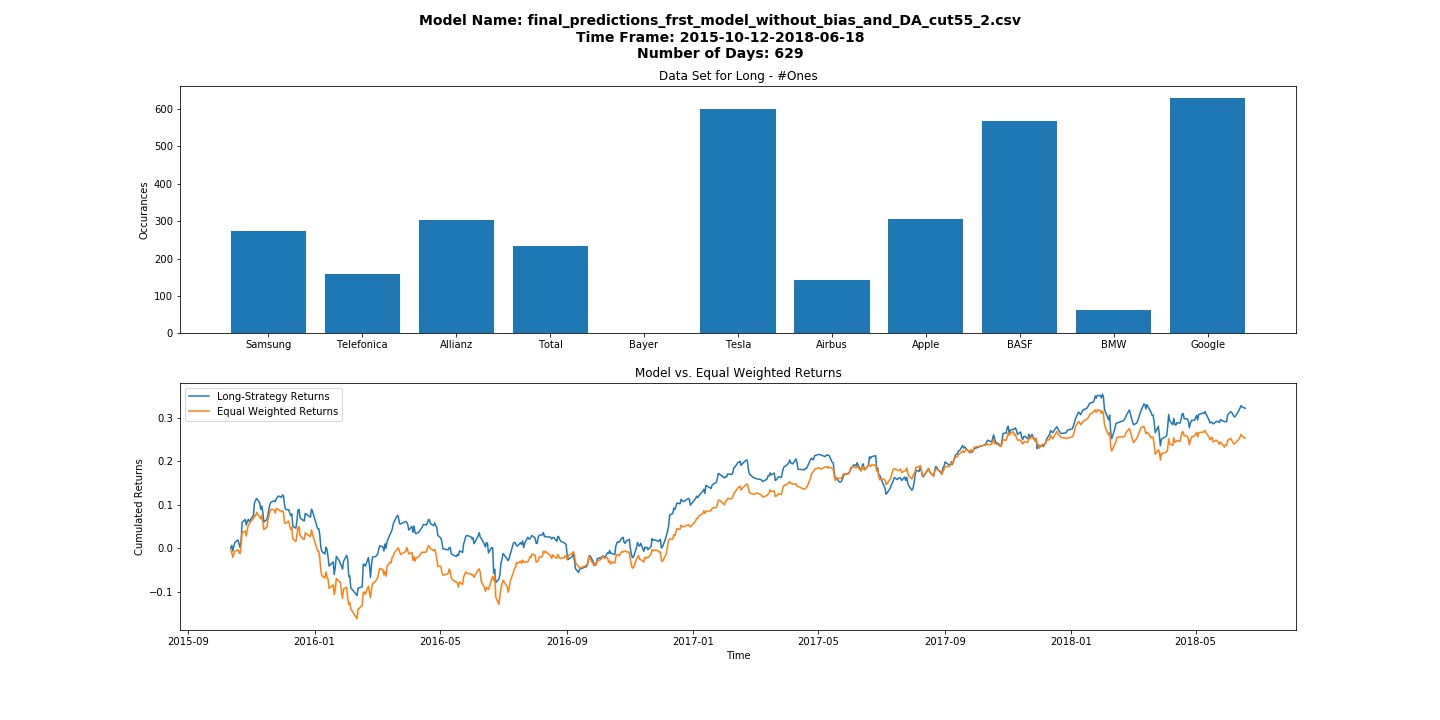 Model Name: final_predictions_frst_model_without_bias_and_DA_cut55_2.csv
Time Frame: 2015-10-12-2018-06-18
Number of Days: 629
Data Set for Long - #Ones
Occurances
600
500
400
300
200
100
0
Samsung Telefonica Allianz Total Bayer Tesla Airbus Apple BASF BMW Google
Model vs. Equal Weighted Returns
Long-Strategy Returns
Equal Weighted Returns
Cumulated Returns
0.3
0.2
0.1
0.0
−0.1
2015-09 2016-01 2016-05 2016-09 2017-01 2017-05 2017-09 2018-01 2018-05
Time